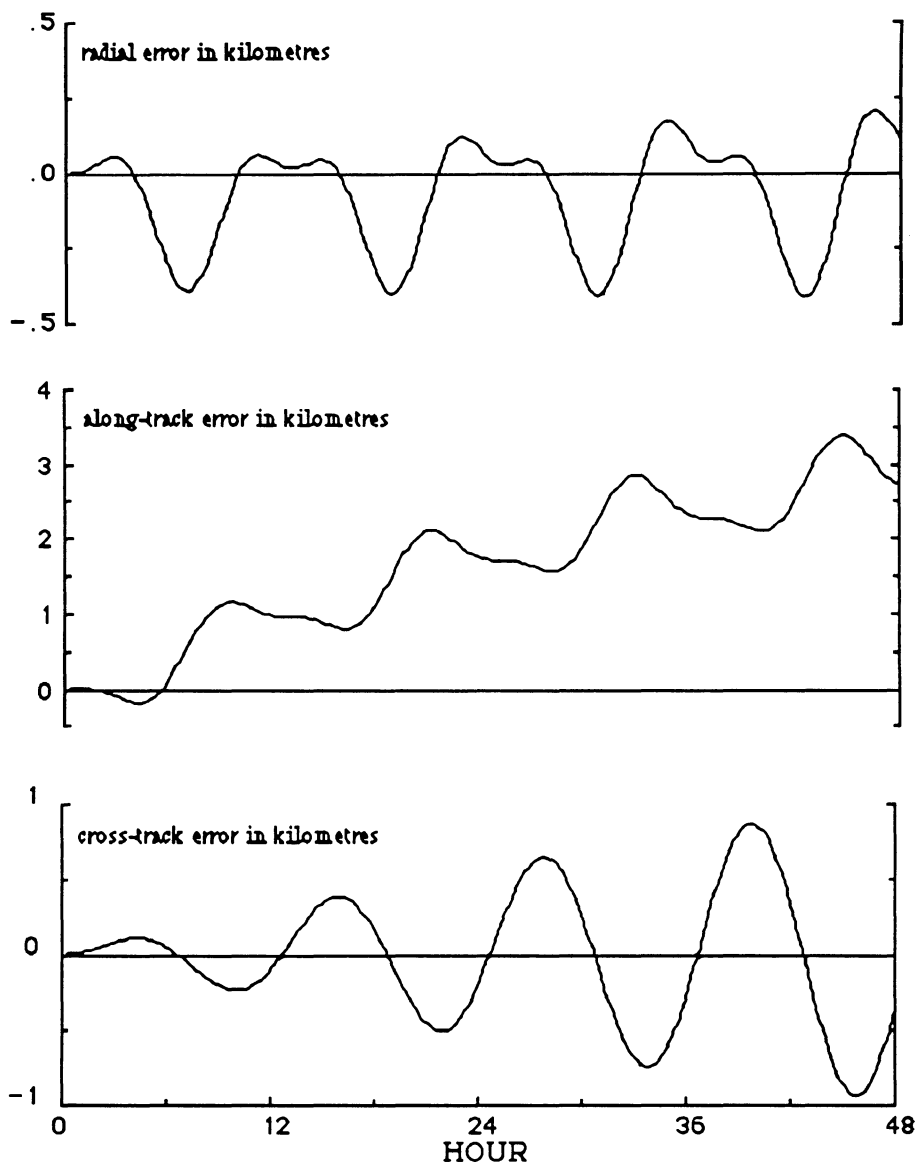 .5
radial error in kilometres
.0
-.5
4
along-track error in kilometres
3
2
1
0
1
cross-track error in kilometres
0
-1
0 12 24 36 48
HOUR